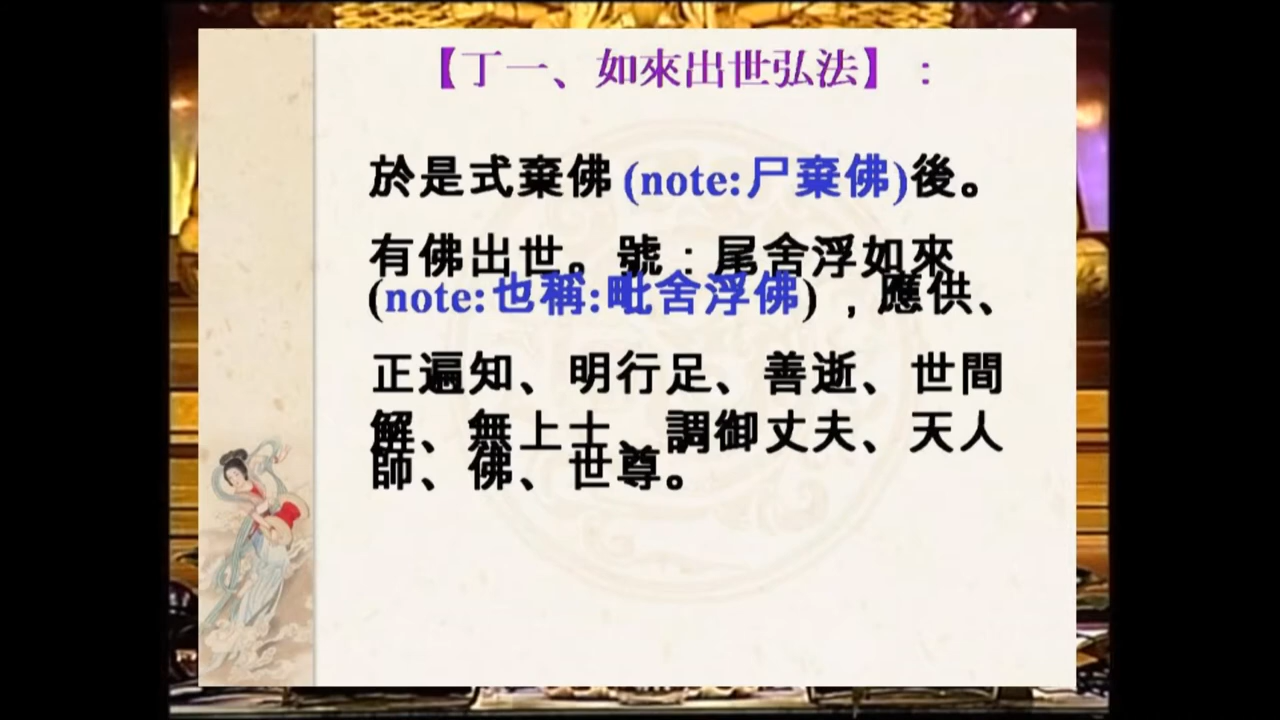 【丁一、如來出世弘法】：
於是式棄佛(note:尸棄佛)後。
有佛出世。號：尾舍浮如來
(note:也稱:毗舍浮佛)，應供、
正遍知、明行足、善逝、世間
解、無上士、調御丈夫、天人
師、佛、世尊。